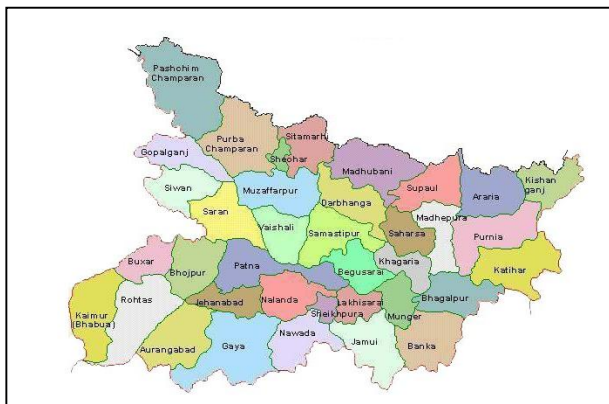 Pashchim
Champaran
Purba
Champaran
Sitamarhi
Sheohar
Gopalganj
Siwan
Muzaffarpur
Madhubani
Supaul
Araria
Kishan
ganj
Darbhanga
Saran
Vaishali
Samastipur
Saharsa
Madhepura
Purnia
Katihar
Khagaria
Buxar
Bhojpur
Patna
Begusarai
Bhagalpur
Kaimur
(Bhabua)
Rohtas
Jehanabad
Nalanda
Lakhisarai
Sheikhpura
Munger
Aurangabad
Gaya
Nawada
Jamui
Banka